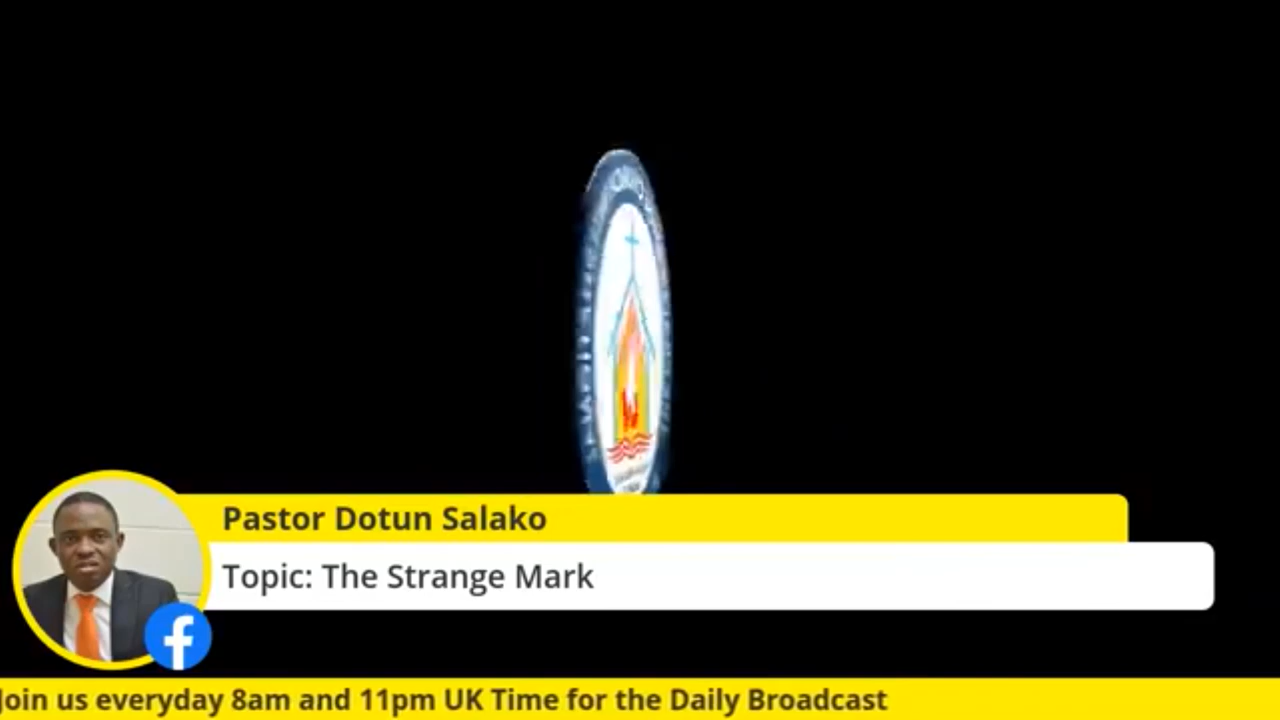 Pastor Dotun Salako
Topic: The Strange Mark
Join us everyday 8am and 11pm UK Time for the Daily Broadcast